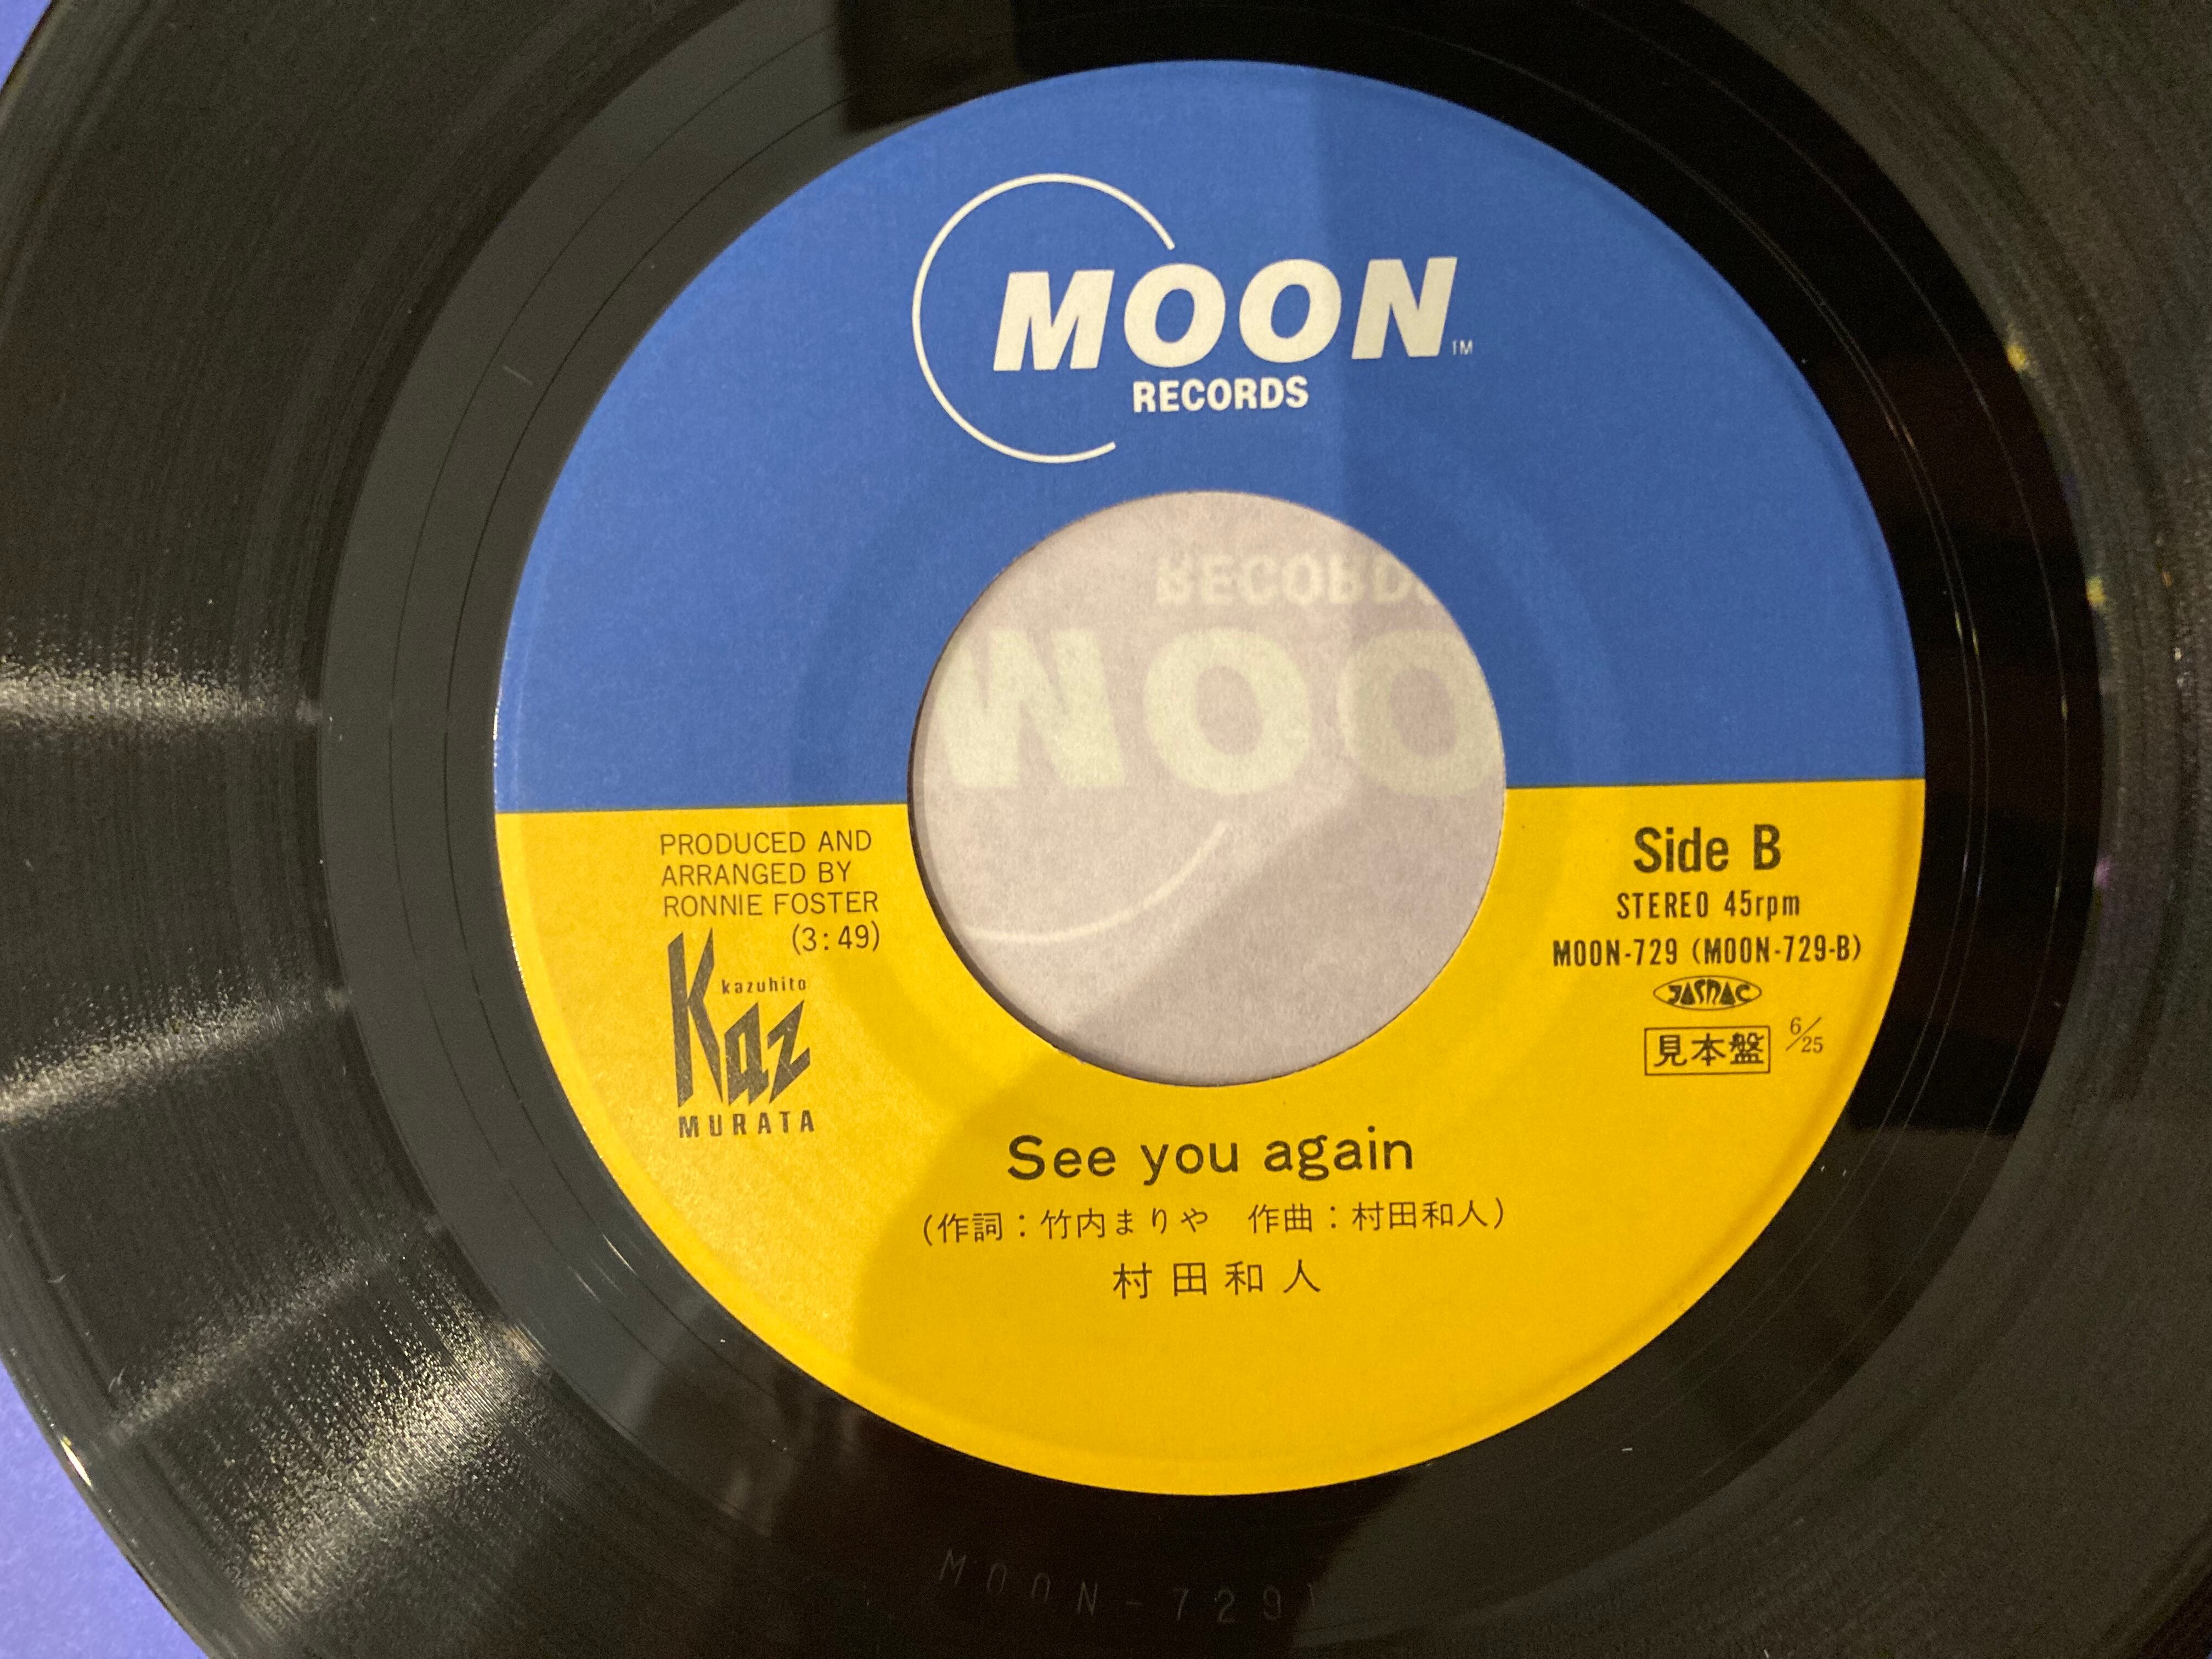 MOON TM
RECORDS
RECORDS
MOO
PRODUCED AND
ARRANGED BY
RONNIE FOSTER
(3:49)
kazuhito
Kaz
MURATA
Side B
STEREO 45rpm
MOON-729 (MOON-729-B)
JASRAC
見本盤 6/25
See you again
(作詞：竹内まりや 作曲：村田和人)
村田和人
MOON-729